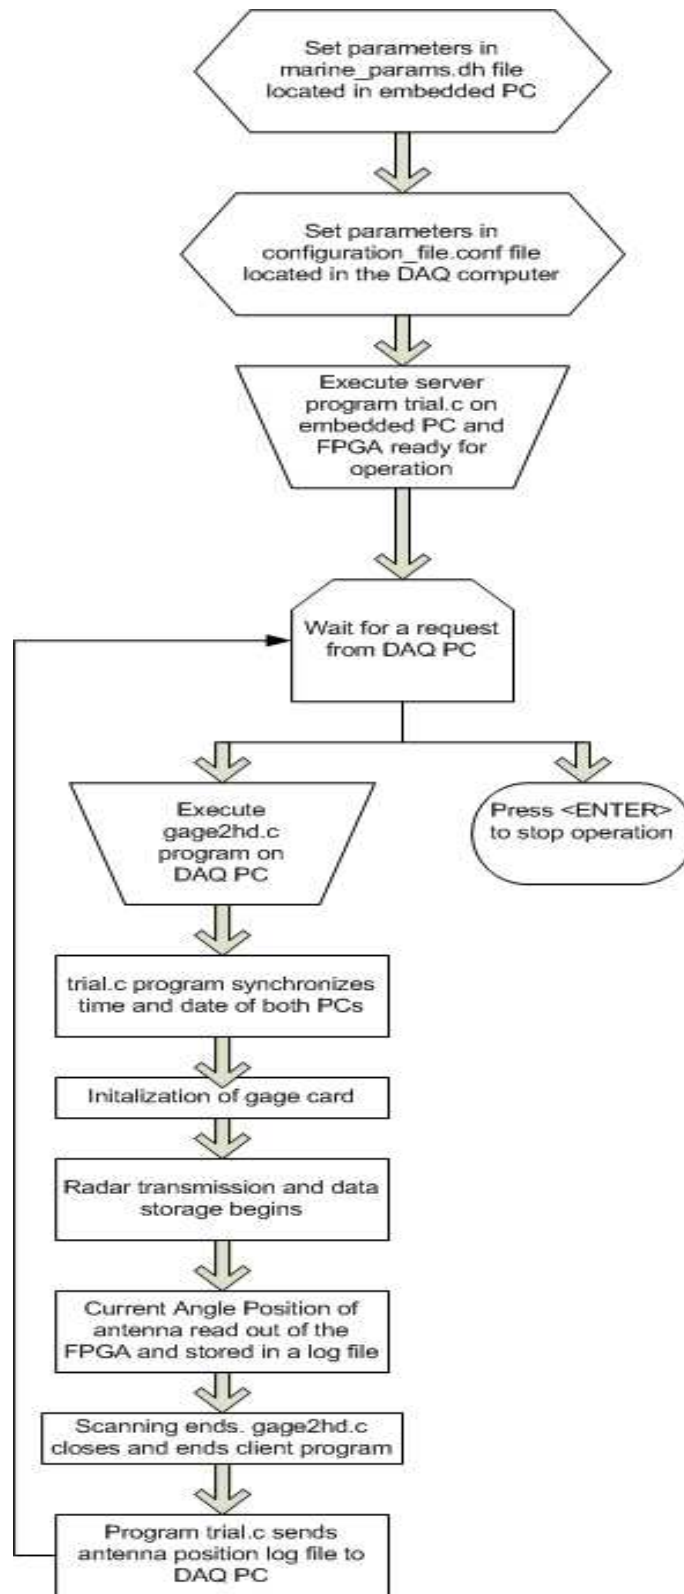 Set parameters in
marine_params.dh file
located in embedded PC
Set parameters in
configuration_file.conf file
located in the DAQ computer
Execute server
program trial.c on
embedded PC and
FPGA ready for
operation
Wait for a request
from DAQ PC
Execute
gage2hd.c
program on
DAQ PC
Press <ENTER>
to stop operation
trial.c program synchronizes
time and date of both PCs
Initalization of gage card
Radar transmission and data
storage begins
Current Angle Position of
antenna read out of the
FPGA and stored in a log file
Scanning ends. gage2hd.c
closes and ends client program
Program trial.c sends
antenna position log file to
DAQ PC